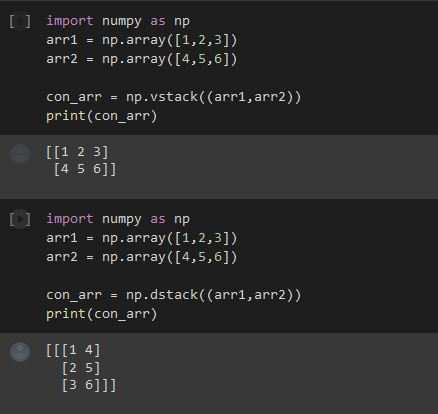 [ ] import numpy as np
arr1 = np.array([1,2,3])
arr2 = np.array([4,5,6])
con_arr = np.vstack((arr1,arr2))
print(con_arr)
[[1 2 3]
 [4 5 6]]
[ ] import numpy as np
arr1 = np.array([1,2,3])
arr2 = np.array([4,5,6])
con_arr = np.dstack((arr1,arr2))
print(con_arr)
[[[1 4]
  [2 5]
  [3 6]]]